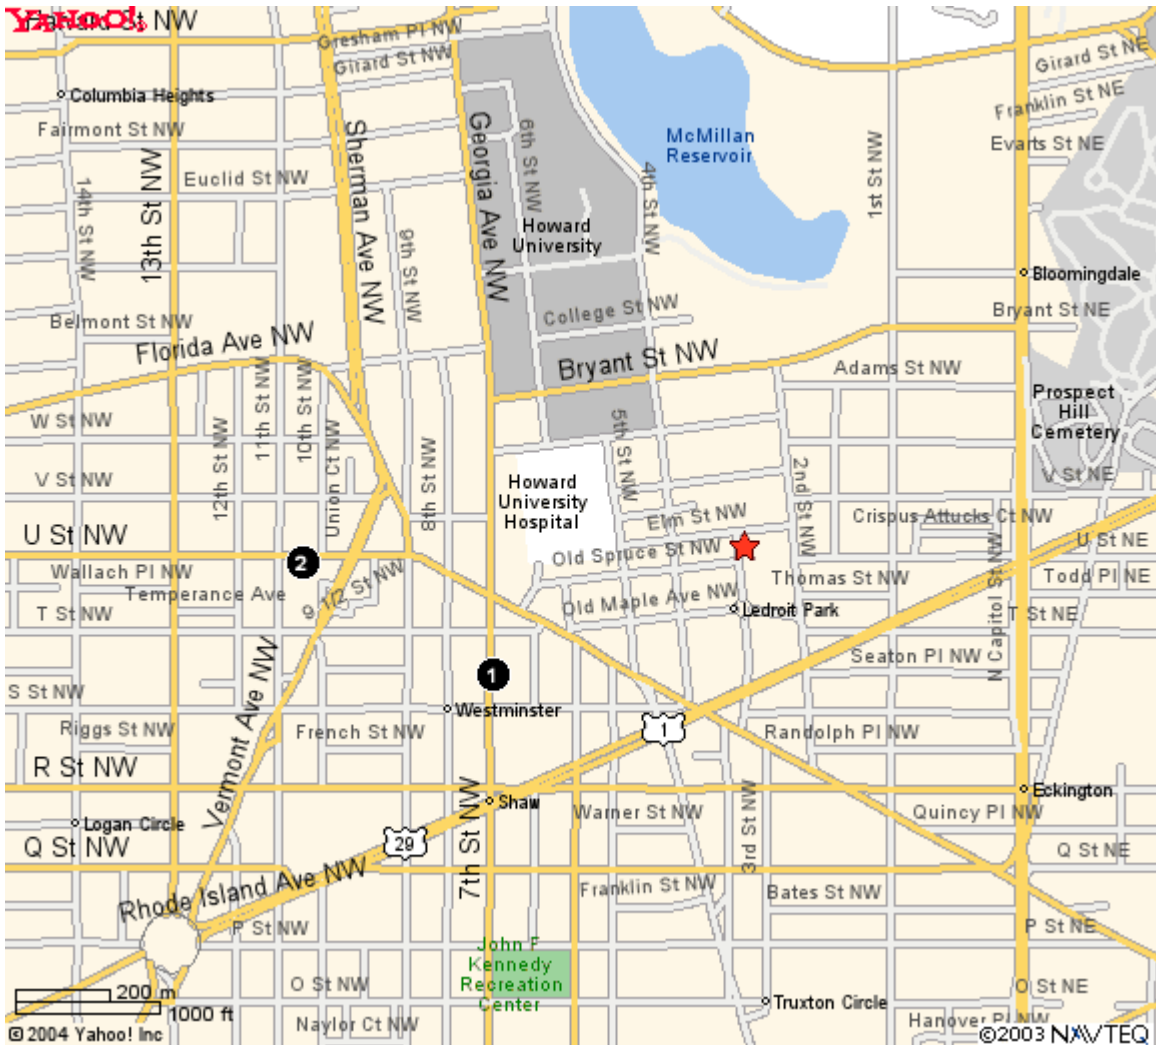 YAHOO!
St NW
Gresham Pl NW
Girard St NW
Girard St NE
Columbia Heights
Franklin St NE
Fairmont St NW
Sherman Ave NW
Georgia Ave NW
6th St NW
McMillan
Reservoir
4th St NW
1st St NW
Evarts St NE
14th St NW
13th St NW
Euclid St NW
9th St NW
Howard
University
Bloomingdale
Belmont St NW
Florida Ave NW
College St NW
Bryant St NE
Bryant St NW
Adams St NW
W St NW
12th St NW
11th St NW
10th St NW
Union Ct NW
8th St NW
5th St NW
2nd St NW
Prospect
Hill
Cemetery
V St NW
V St NE
Howard
University
Hospital
U St NW
Elm St NW
Crispus Attucks Ct NW
U St NE
Old Spruce St NW
2
Wallach Pl NW
Thomas St NW
Todd Pl NE
Temperance Ave
9 1/2 St NW
Old Maple Ave NW
Ledroit Park
N Capitol St NW
T St NW
T St NE
Seaton Pl NW
1
S St NW
Vermont Ave NW
Westminster
Riggs St NW
French St NW
1
Randolph Pl NW
R St NW
7th St NW
Eckington
Shaw
Warner St NW
3rd St NW
Quincy Pl NW
Logan Circle
29
Q St NW
Q St NE
Rhode Island Ave NW
Franklin St NW
Bates St NW
P St NW
P St NE
John F
Kennedy
Recreation
Center
O St NW
O St NE
200 m
1000 ft
Truxton Circle
Naylor Ct NW
Hanover Pl NW
© 2004 Yahoo! Inc
©2003 NAVTEQ